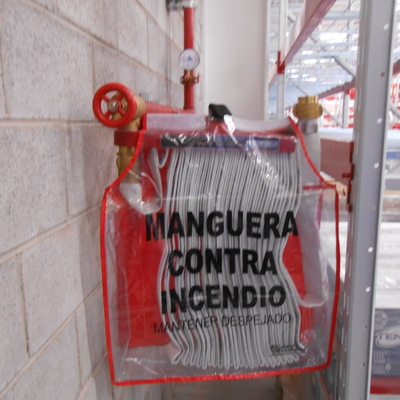 MANGUERA
CONTRA
INCENDIO
MANTENER DESPEJADO